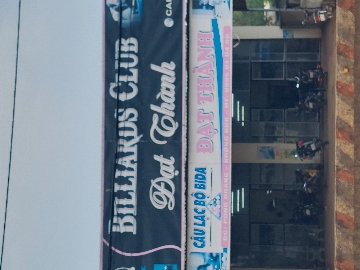 BILLIARDS CLUB
Đạt Thành
CÂU LẠC BỘ BIDA
ĐẠT THÀNH